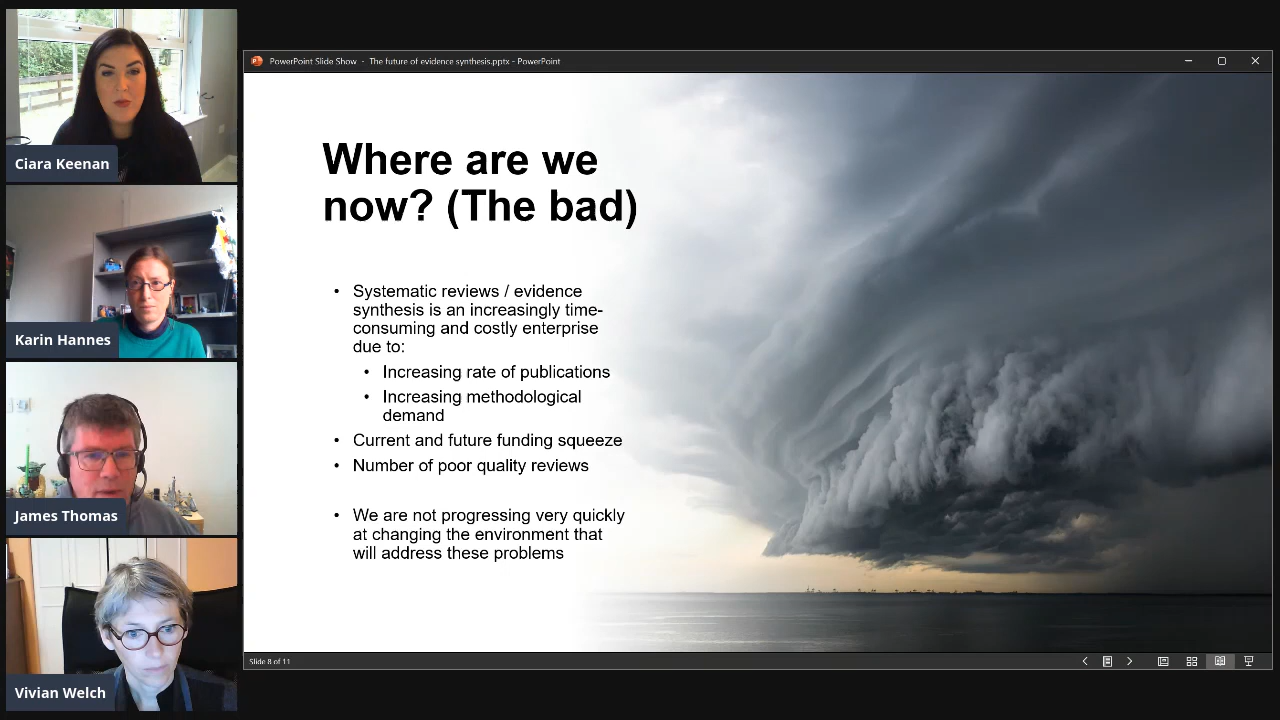 Ciara Keenan
Karin Hannes
James Thomas
Vivian Welch
PowerPoint Slide Show - The future of evidence synthesis.pptx - PowerPoint
Where are we
now? (The bad)
• Systematic reviews / evidence
synthesis is an increasingly time-
consuming and costly enterprise
due to:
• Increasing rate of publications
• Increasing methodological
demand
• Current and future funding squeeze
• Number of poor quality reviews
• We are not progressing very quickly
at changing the environment that
will address these problems
Slide 8 of 11